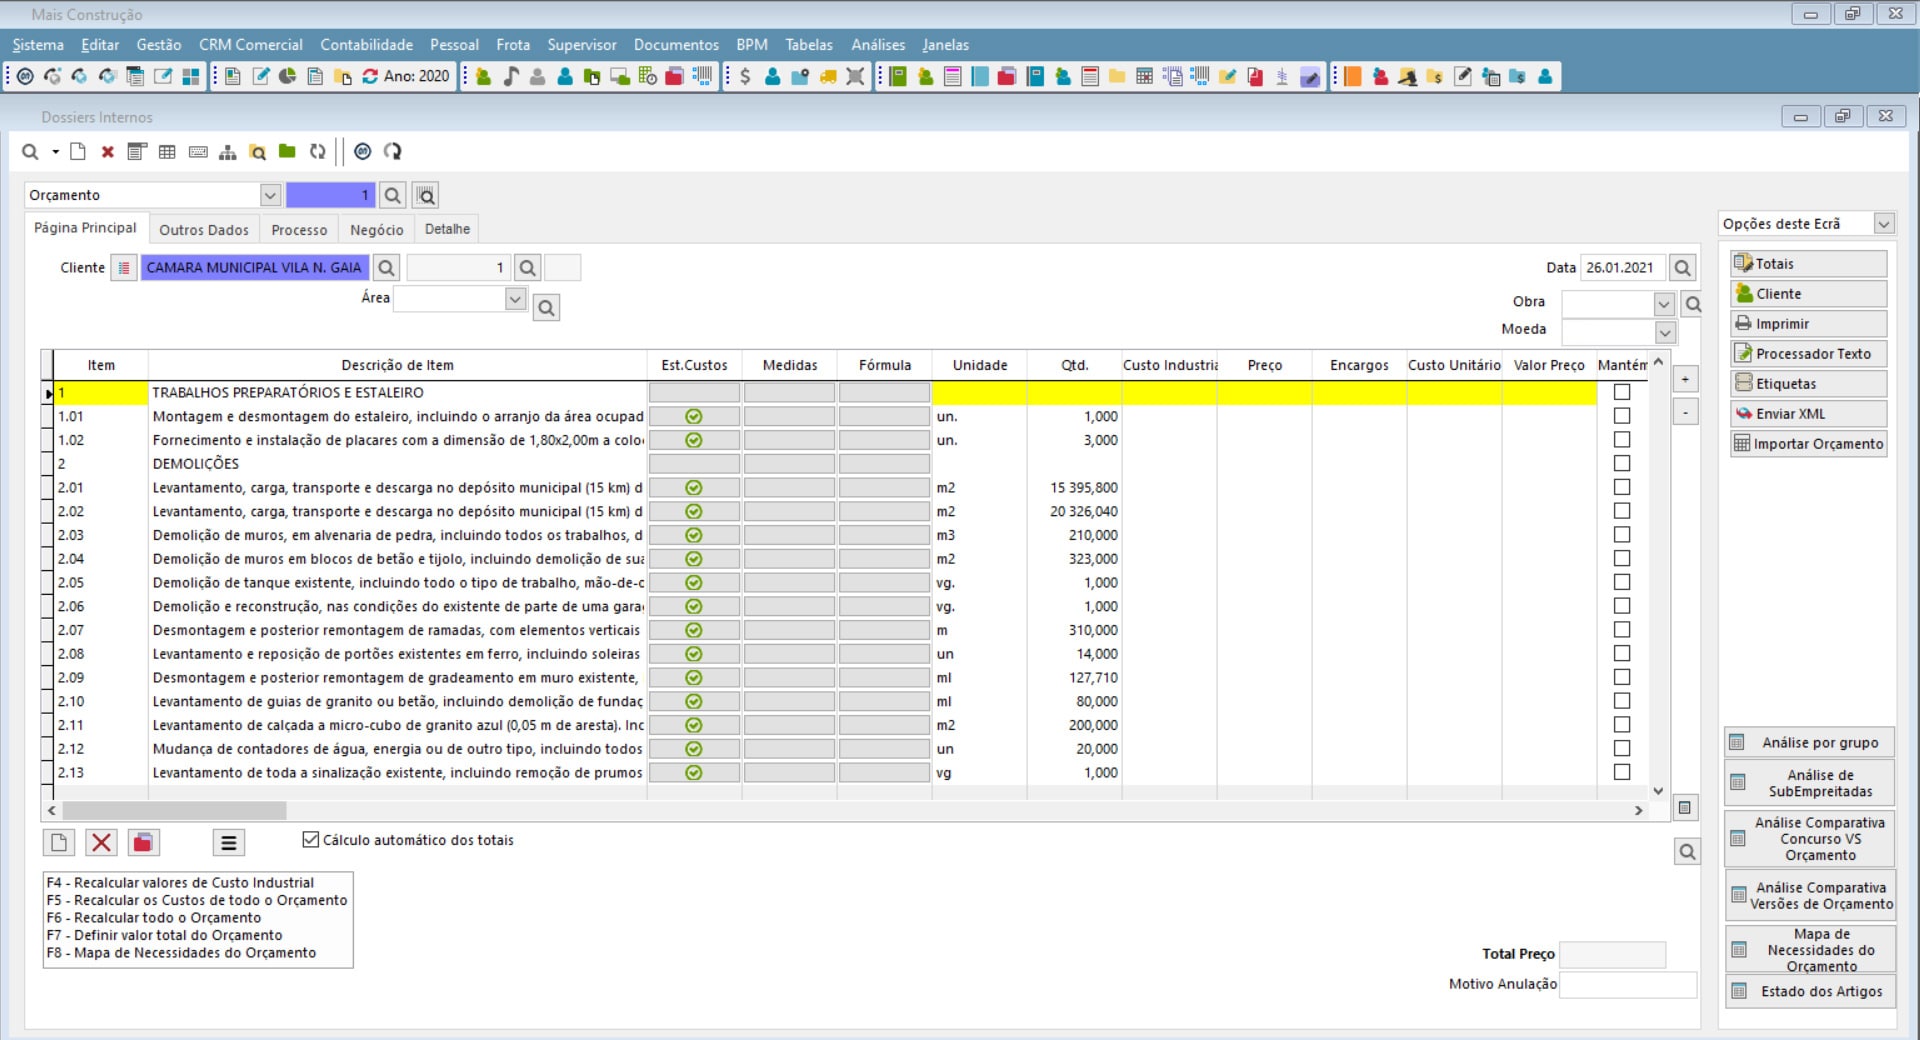 Mais Construção
Sistema Editar Gestão CRM Comercial Contabilidade Pessoal Frota Supervisor Documentos BPM Tabelas Análises Janelas
Ano: 2020
Dossiers Internos
Orçamento 1
Página Principal Outros Dados Processo Negócio Detalhe
Opções deste Ecrã
Cliente CAMARA MUNICIPAL VILA N. GAIA 1 Data 26.01.2021
Área
Obra
Moeda
Item Descrição de Item Est.Custos Medidas Fórmula Unidade Qtd. Custo Industria Preço Encargos Custo Unitário Valor Preço Mantém
1 TRABALHOS PREPARATÓRIOS E ESTALEIRO
1.01 Montagem e desmontagem do estaleiro, incluindo o arranjo da área ocupad un. 1,000
1.02 Fornecimento e instalação de placares com a dimensão de 1,80x2,00m a colo un. 3,000
2 DEMOLIÇÕES
2.01 Levantamento, carga, transporte e descarga no depósito municipal (15 km) d m2 15 395,800
2.02 Levantamento, carga, transporte e descarga no depósito municipal (15 km) d m2 20 326,040
2.03 Demolição de muros, em alvenaria de pedra, incluindo todos os trabalhos, d m3 210,000
2.04 Demolição de muros em blocos de betão e tijolo, incluindo demolição de sua m2 323,000
2.05 Demolição de tanque existente, incluindo todo o tipo de trabalho, mão-de-c vg. 1,000
2.06 Demolição e reconstrução, nas condições do existente de parte de uma gara vg. 1,000
2.07 Desmontagem e posterior remontagem de ramadas, com elementos verticais m 310,000
2.08 Levantamento e reposição de portões existentes em ferro, incluindo soleiras un 14,000
2.09 Desmontagem e posterior remontagem de gradeamento em muro existente, ml 127,710
2.10 Levantamento de guias de granito ou betão, incluindo demolição de fundaç ml 80,000
2.11 Levantamento de calçada a micro-cubo de granito azul (0,05 m de aresta). Inc m2 200,000
2.12 Mudança de contadores de água, energia ou de outro tipo, incluindo todos un 20,000
2.13 Levantamento de toda a sinalização existente, incluindo remoção de prumos vg 1,000
+
-
Cálculo automático dos totais
F4 - Recalcular valores de Custo Industrial
F5 - Recalcular os Custos de todo o Orçamento
F6 - Recalcular todo o Orçamento
F7 - Definir valor total do Orçamento
F8 - Mapa de Necessidades do Orçamento
Total Preço
Motivo Anulação
Totais
Cliente
Imprimir
Processador Texto
Etiquetas
Enviar XML
Importar Orçamento
Análise por grupo
Análise de
SubEmpreitadas
Análise Comparativa
Concurso VS
Orçamento
Análise Comparativa
Versões de Orçamento
Mapa de
Necessidades do
Orçamento
Estado dos Artigos